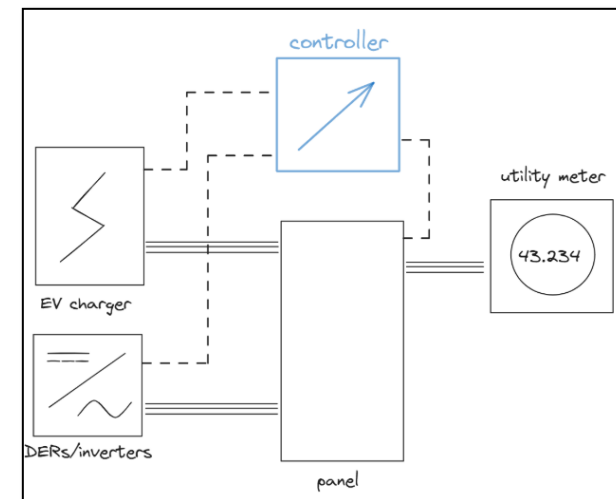 controller
utility meter
43.234
EV charger
DERs/inverters
panel